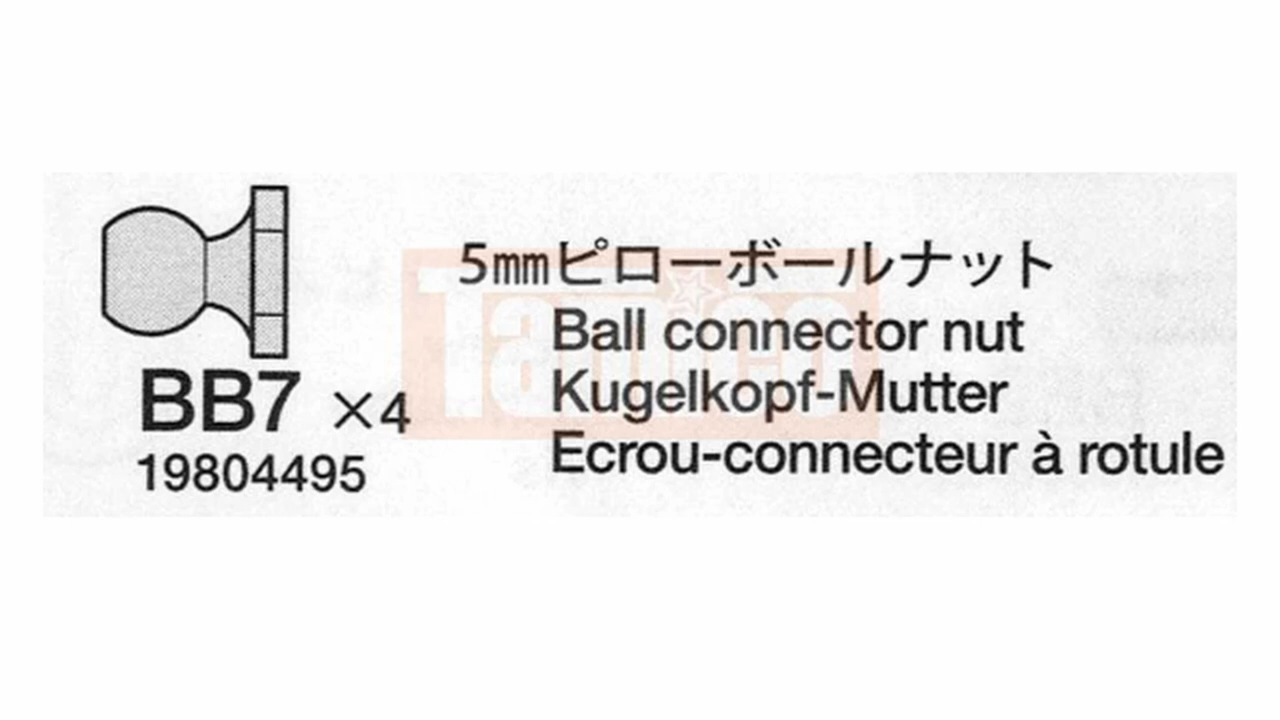 5mmピローボールナット
Ball connector nut
Kugelkopf-Mutter
Ecrou-connecteur à rotule
BB7 ×4
19804495
Tamico